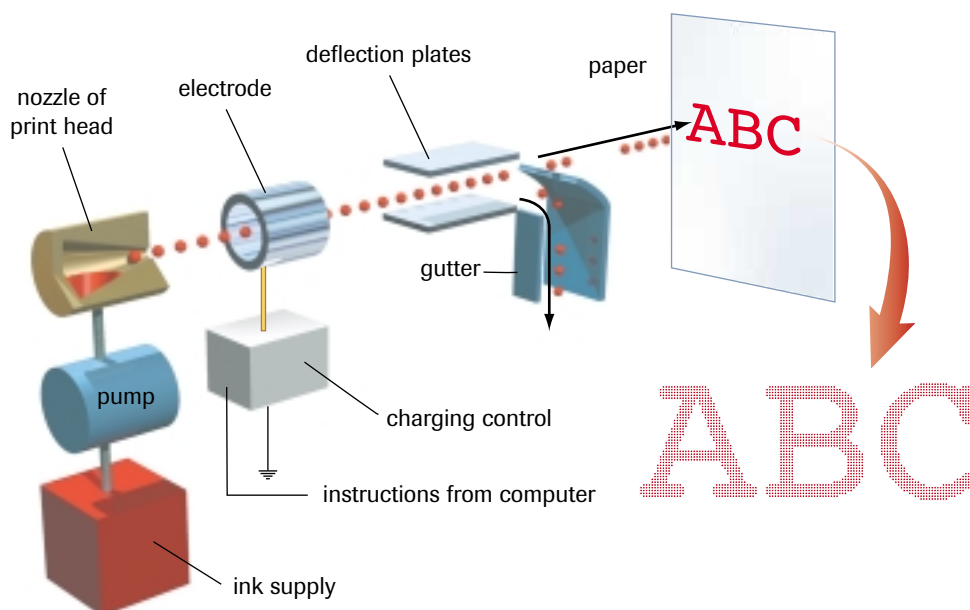 deflection plates
paper
electrode
nozzle of
print head
ABC
gutter
pump
charging control
ABC
instructions from computer
ink supply